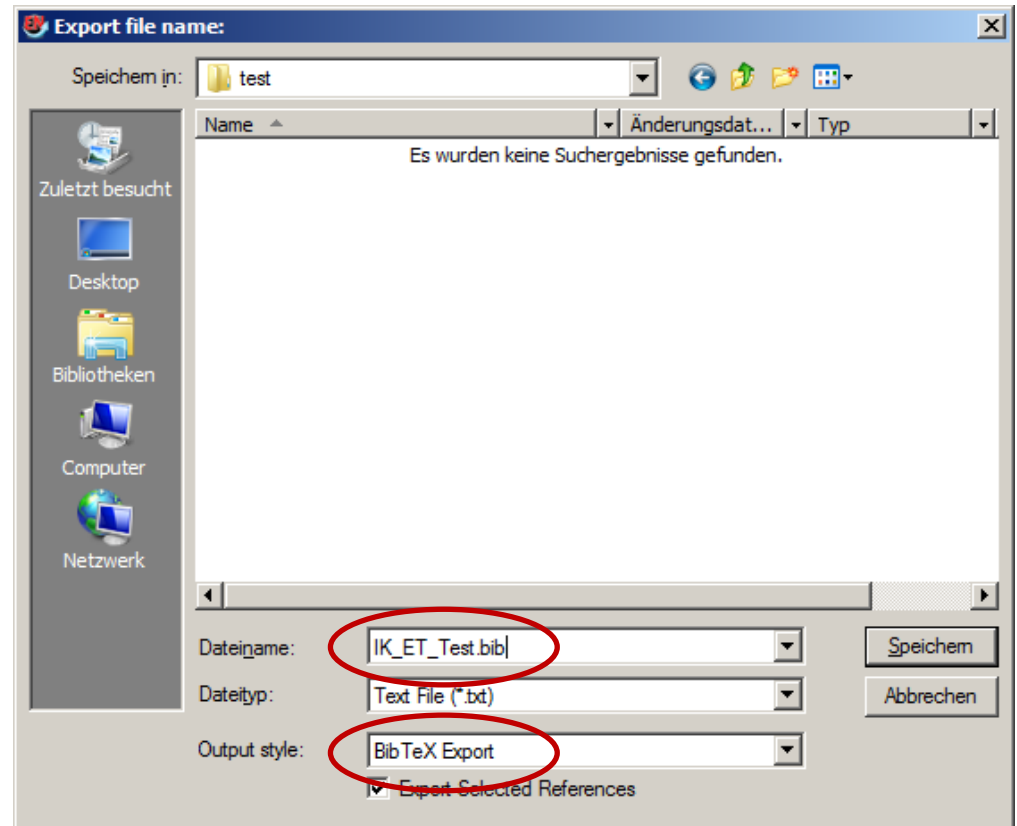 Export file name:
Speichern in:
test
Name
Änderungsdat...
Typ
Es wurden keine Suchergebnisse gefunden.
Zuletzt besucht
Desktop
Bibliotheken
Computer
Netzwerk
Dateiname:
IK_ET_Test.bib
Speichern
Dateityp:
Text File (*.txt)
Abbrechen
Output style:
BibTeX Export
Export Selected References